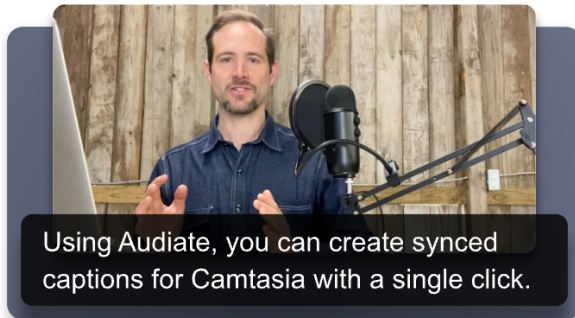 Using Audiate, you can create synced
captions for Camtasia with a single click.